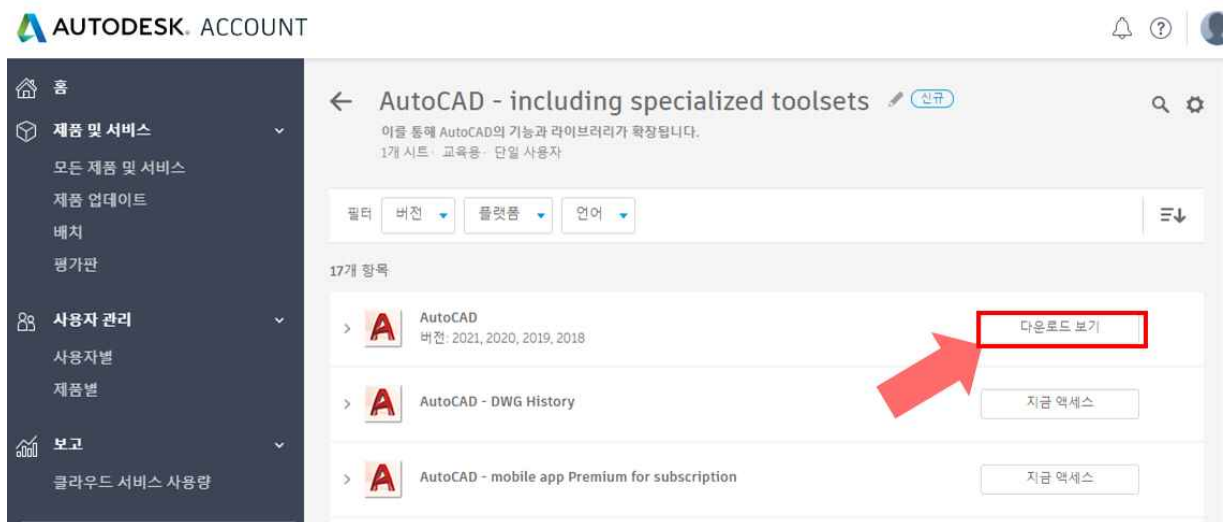 AUTODESK. ACCOUNT
홈
제품 및 서비스
모든 제품 및 서비스
제품 업데이트
배치
평가판
사용자 관리
사용자별
제품별
보고
클라우드 서비스 사용량
AutoCAD - including specialized toolsets 신규
이를 통해 AutoCAD의 기능과 라이브러리가 확장됩니다.
1개 시트 · 교육용 · 단일 사용자
필터 버전 플랫폼 언어
17개 항목
AutoCAD
버전: 2021, 2020, 2019, 2018
다운로드 보기
AutoCAD - DWG History
지금 액세스
AutoCAD - mobile app Premium for subscription
지금 액세스